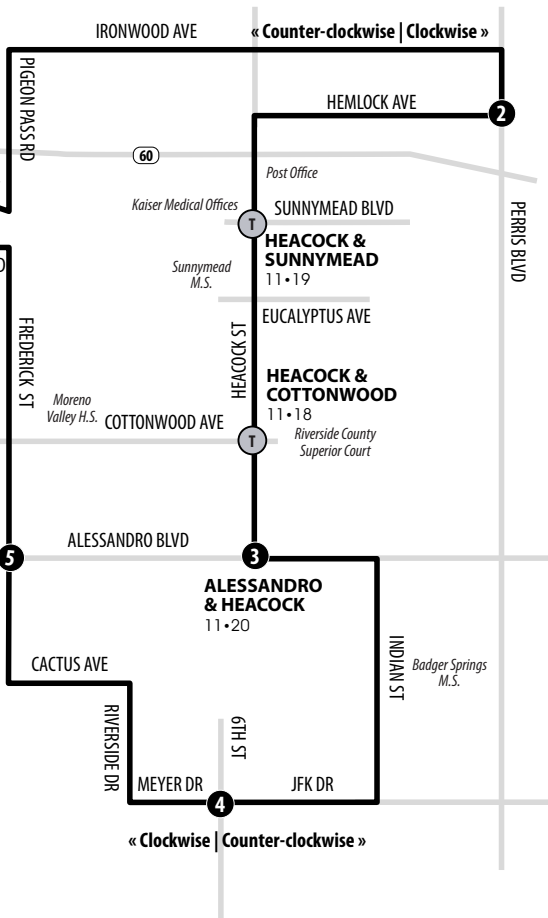 IRONWOOD AVE
« Counter-clockwise | Clockwise »
PIGEON PASS RD
HEMLOCK AVE
2
60
Post Office
Kaiser Medical Offices
SUNNYMEAD BLVD
PERRIS BLVD
T
HEACOCK &
SUNNYMEAD
11•19
Sunnymead
M.S.
EUCALYPTUS AVE
FREDERICK ST
HEACOCK ST
HEACOCK &
COTTONWOOD
11•18
Moreno
Valley H.S.
COTTONWOOD AVE
T
Riverside County
Superior Court
ALESSANDRO BLVD
5
3
ALESSANDRO
& HEACOCK
11•20
INDIAN ST
Badger Springs
M.S.
CACTUS AVE
RIVERSIDE DR
6TH ST
MEYER DR
JFK DR
4
« Clockwise | Counter-clockwise »